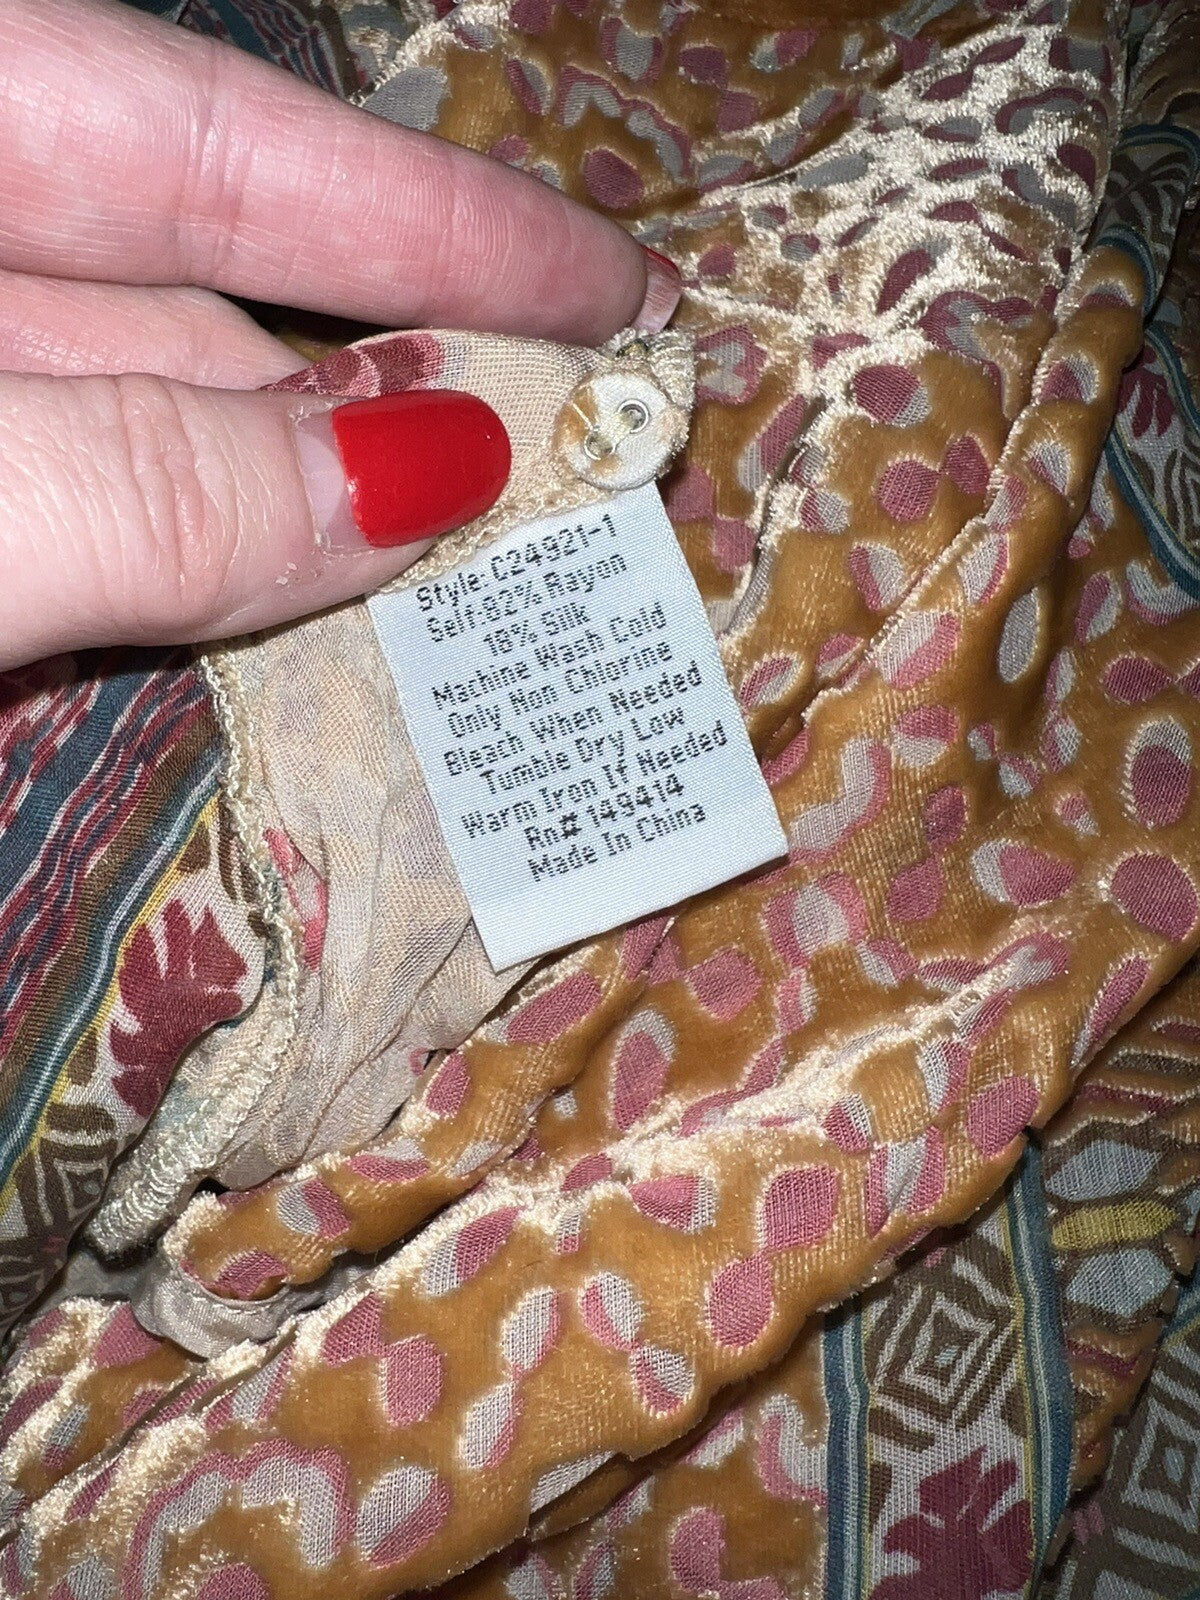 Style:C24921-1
Self:82% Rayon
18% Silk
Machine Wash Cold
Only Non Chlorine
Bleach When Needed
Tumble Dry Low
Warm Iron If Needed
Rn# 149414
Made In China